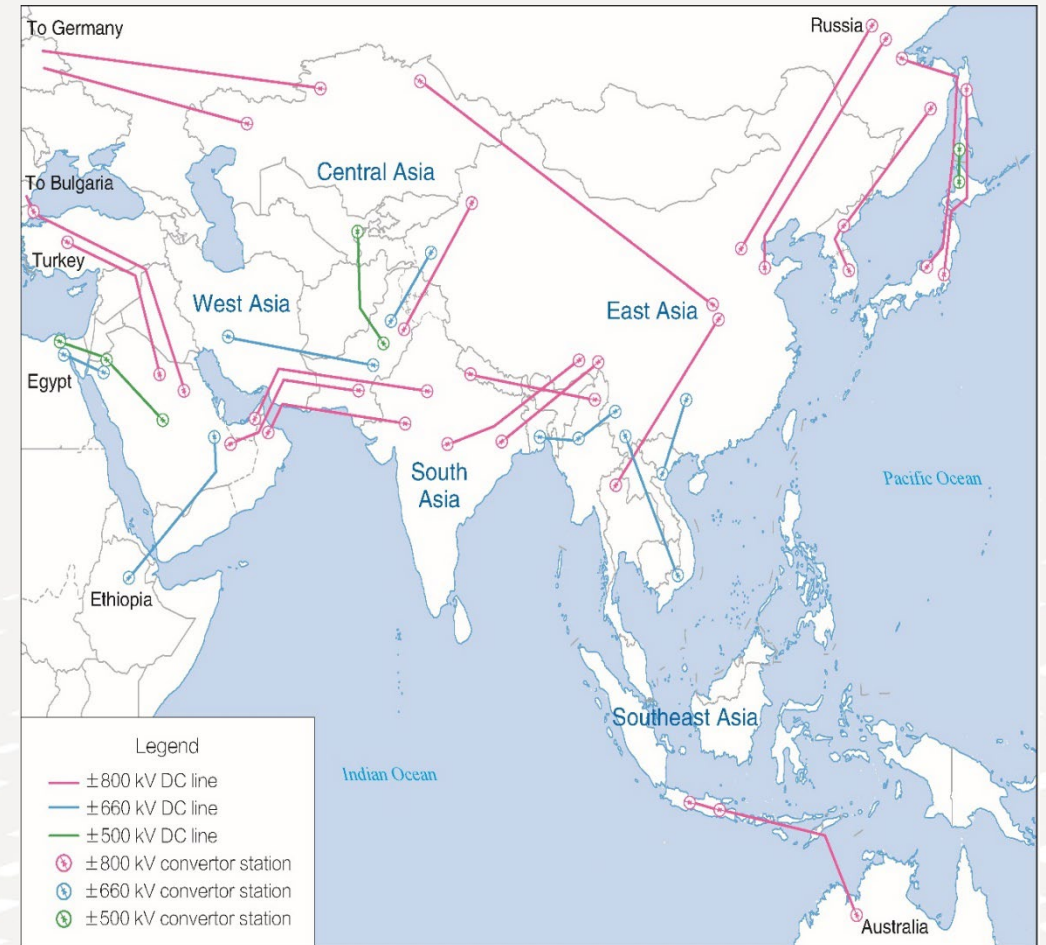 To Germany
Russia
Central Asia
To Bulgaria
Turkey
West Asia
East Asia
Egypt
South
Asia
Pacific Ocean
Ethiopia
Southeast Asia
Indian Ocean
Australia
Legend
±800 kV DC line
±660 kV DC line
±500 kV DC line
±800 kV convertor station
±660 kV convertor station
±500 kV convertor station